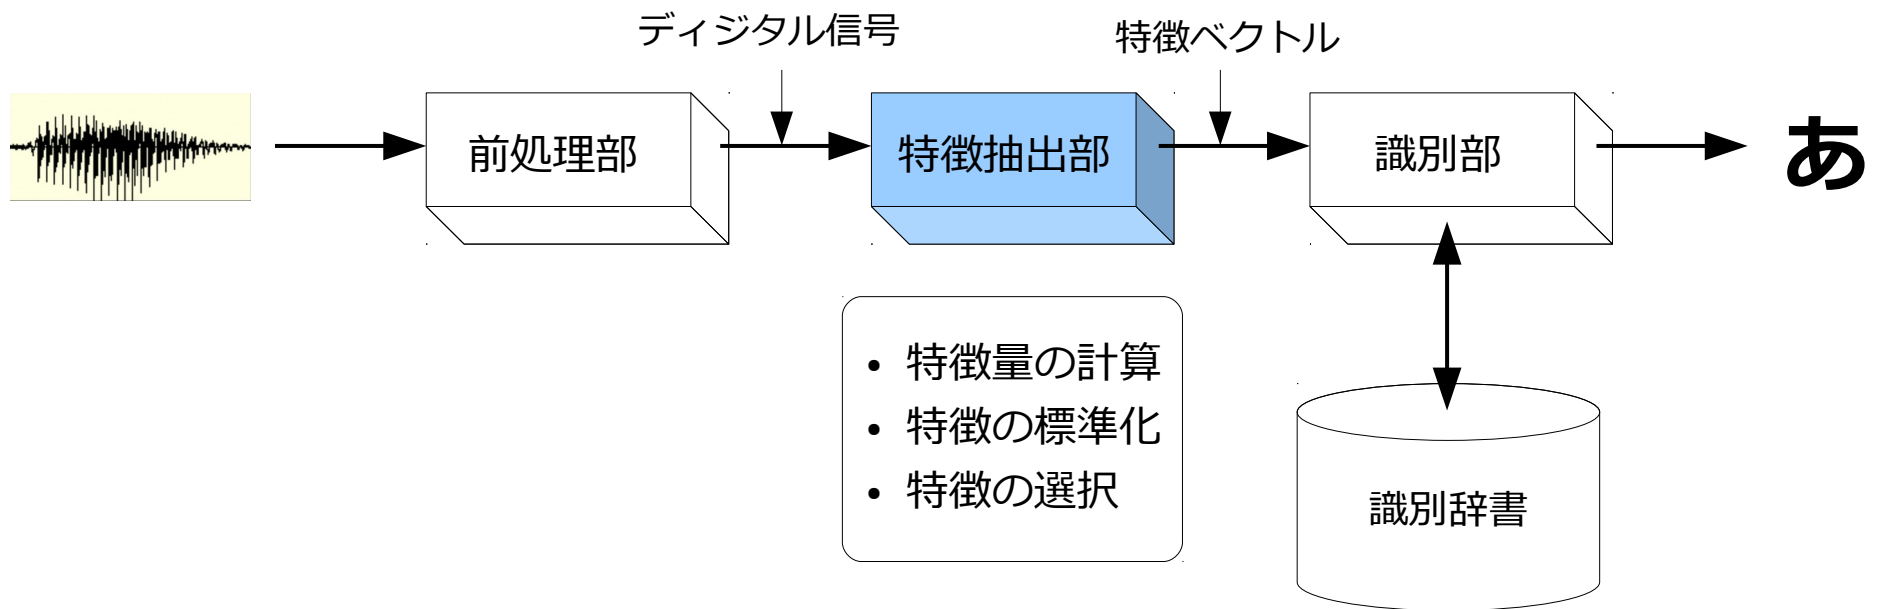 ディジタル信号
特徴ベクトル
前処理部
特徴抽出部
識別部
あ
• 特徴量の計算
• 特徴の標準化
• 特徴の選択
識別辞書